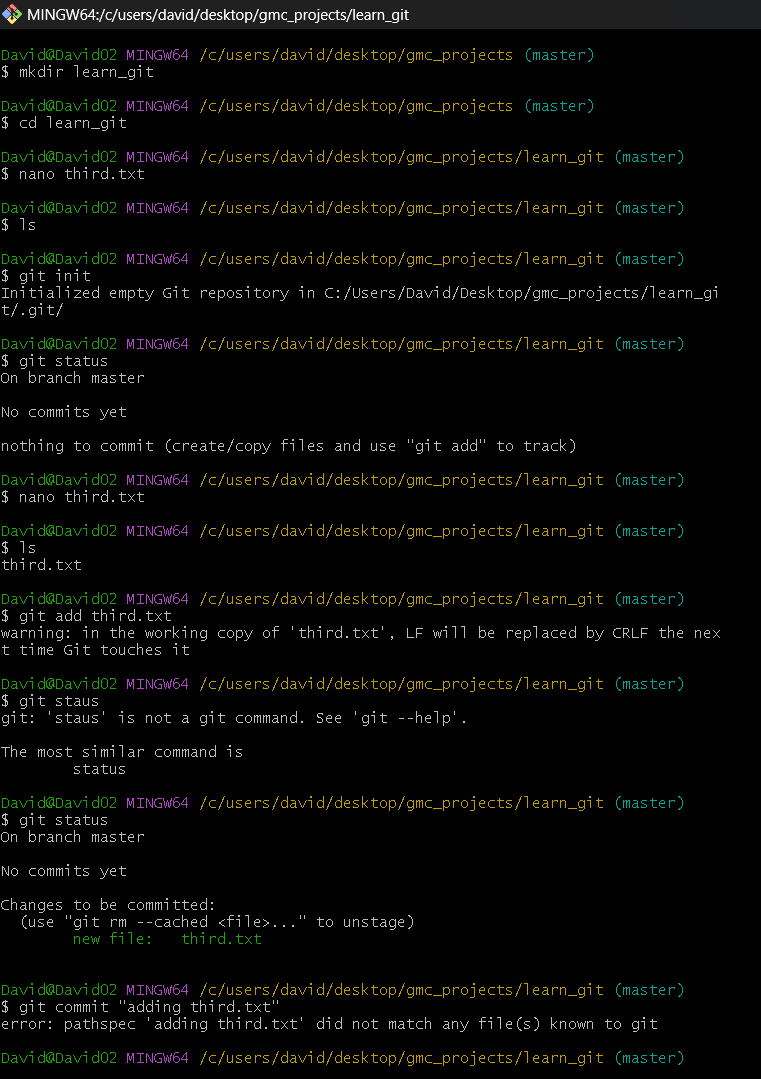 MINGW64:/c/users/david/desktop/gmc_projects/learn_git
David@David02 MINGW64 /c/users/david/desktop/gmc_projects (master)
$ mkdir learn_git
David@David02 MINGW64 /c/users/david/desktop/gmc_projects (master)
$ cd learn_git
David@David02 MINGW64 /c/users/david/desktop/gmc_projects/learn_git (master)
$ nano third.txt
David@David02 MINGW64 /c/users/david/desktop/gmc_projects/learn_git (master)
$ ls
David@David02 MINGW64 /c/users/david/desktop/gmc_projects/learn_git (master)
$ git init
Initialized empty Git repository in C:/Users/David/Desktop/gmc_projects/learn_gi
t/.git/
David@David02 MINGW64 /c/users/david/desktop/gmc_projects/learn_git (master)
$ git status
On branch master
No commits yet
nothing to commit (create/copy files and use "git add" to track)
David@David02 MINGW64 /c/users/david/desktop/gmc_projects/learn_git (master)
$ nano third.txt
David@David02 MINGW64 /c/users/david/desktop/gmc_projects/learn_git (master)
$ ls
third.txt
David@David02 MINGW64 /c/users/david/desktop/gmc_projects/learn_git (master)
$ git add third.txt
warning: in the working copy of 'third.txt', LF will be replaced by CRLF the nex
t time Git touches it
David@David02 MINGW64 /c/users/david/desktop/gmc_projects/learn_git (master)
$ git staus
git: 'staus' is not a git command. See 'git --help'.
The most similar command is
status
David@David02 MINGW64 /c/users/david/desktop/gmc_projects/learn_git (master)
$ git status
On branch master
No commits yet
Changes to be committed:
(use "git rm --cached <file>..." to unstage)
new file:   third.txt
David@David02 MINGW64 /c/users/david/desktop/gmc_projects/learn_git (master)
$ git commit "adding third.txt"
error: pathspec 'adding third.txt' did not match any file(s) known to git
David@David02 MINGW64 /c/users/david/desktop/gmc_projects/learn_git (master)